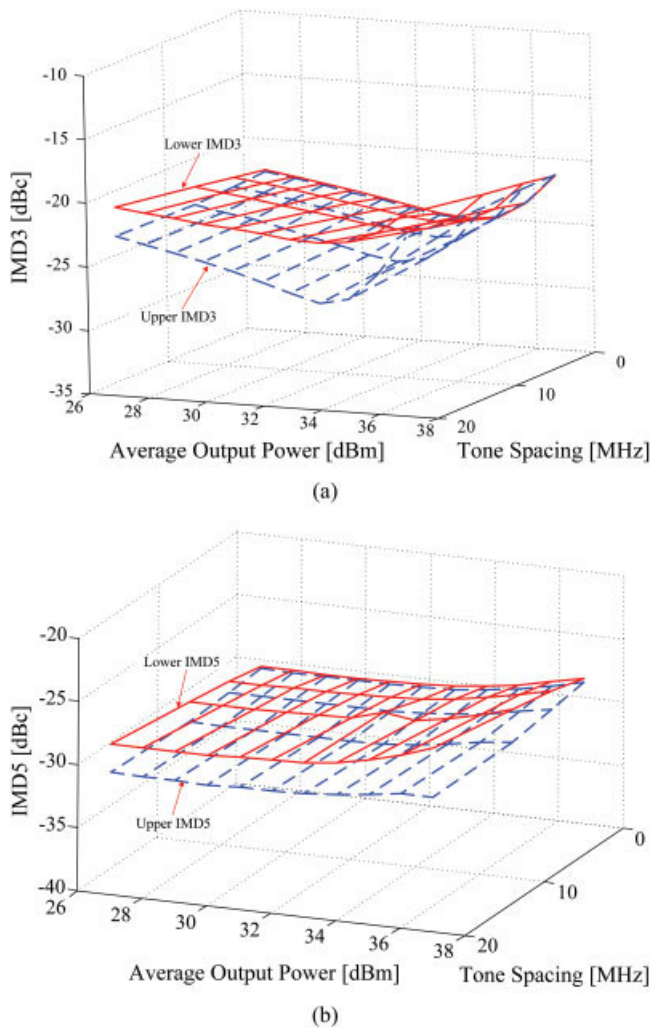 -10
-15
-20
-25
-30
-35
IMD3 [dBc]
Lower IMD3
Upper IMD3
26
28
30
32
34
36
38
20
10
0
Average Output Power [dBm]
Tone Spacing [MHz]
(a)
-20
-25
-30
-35
-40
IMD5 [dBc]
Lower IMD5
Upper IMD5
26
28
30
32
34
36
38
20
10
0
Average Output Power [dBm]
Tone Spacing [MHz]
(b)